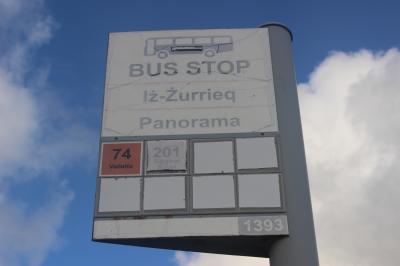 BUS STOP
Iż-Żurrieq
Panorama
74
Valletta
201
1393